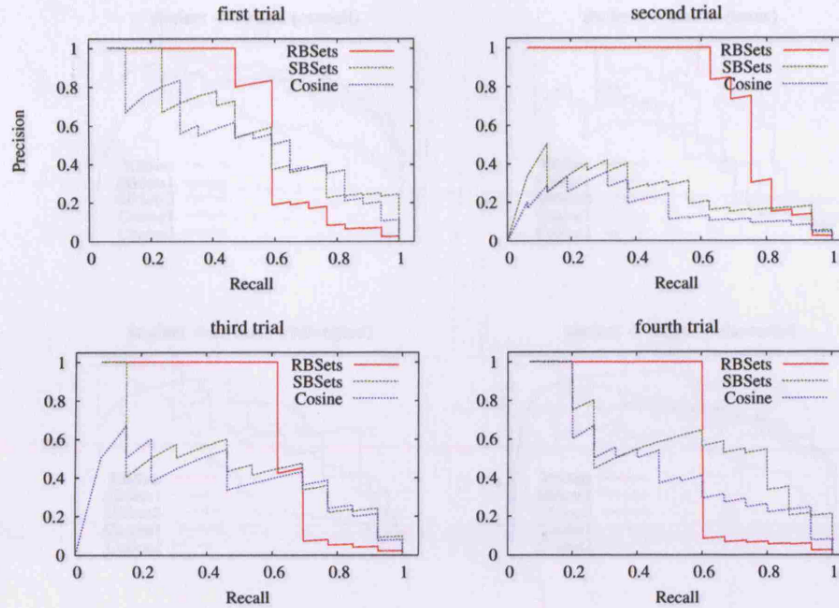 first trial
Precision
1
0.8
0.6
0.4
0.2
0
RBSets
SBSets
Cosine
0 0.2 0.4 0.6 0.8 1
Recall
second trial
1
0.8
0.6
0.4
0.2
0
RBSets
SBSets
Cosine
0 0.2 0.4 0.6 0.8 1
Recall
third trial
1
0.8
0.6
0.4
0.2
0
RBSets
SBSets
Cosine
0 0.2 0.4 0.6 0.8 1
Recall
fourth trial
1
0.8
0.6
0.4
0.2
0
RBSets
SBSets
Cosine
0 0.2 0.4 0.6 0.8 1
Recall